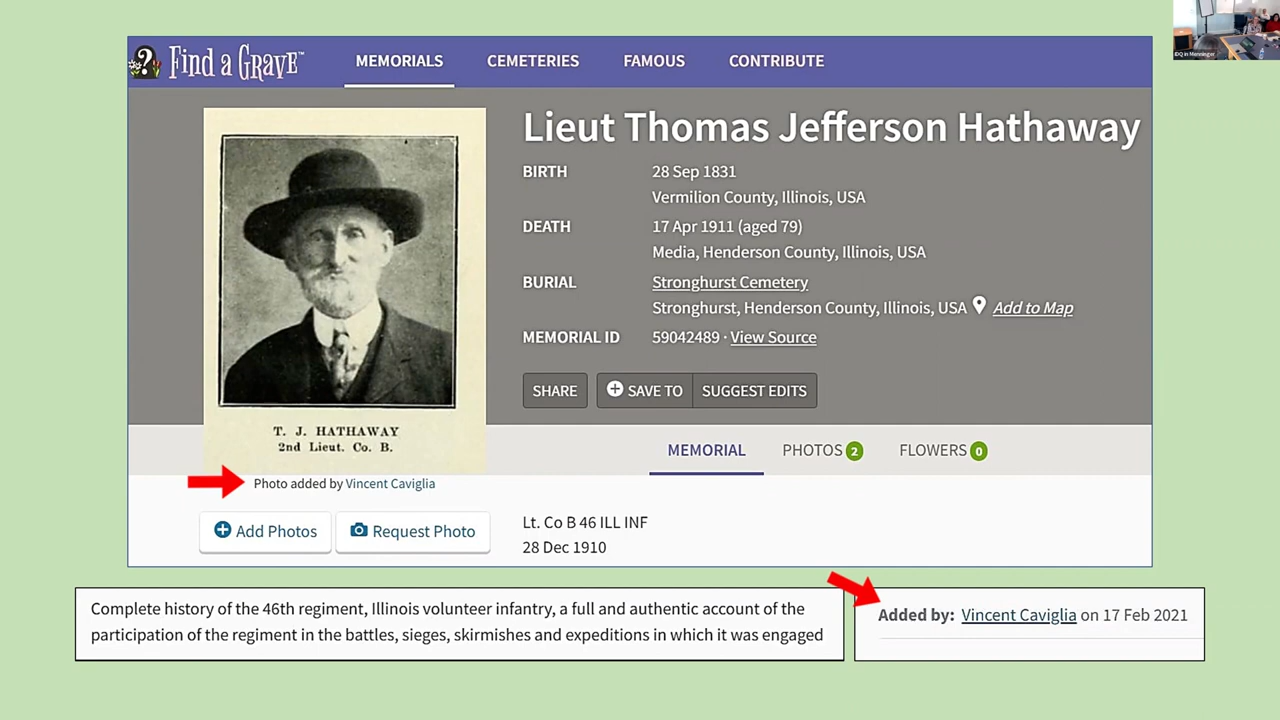 IDQ in Menninger
Find a Grave™
MEMORIALS
CEMETERIES
FAMOUS
CONTRIBUTE
Lieut Thomas Jefferson Hathaway
BIRTH
28 Sep 1831
Vermilion County, Illinois, USA
DEATH
17 Apr 1911 (aged 79)
Media, Henderson County, Illinois, USA
BURIAL
Stronghurst Cemetery
Stronghurst, Henderson County, Illinois, USA Add to Map
MEMORIAL ID
59042489 · View Source
SHARE
SAVE TO
SUGGEST EDITS
T. J. HATHAWAY
2nd Lieut. Co. B.
MEMORIAL
PHOTOS 2
FLOWERS 0
Photo added by Vincent Caviglia
Add Photos
Request Photo
Lt. Co B 46 ILL INF
28 Dec 1910
Complete history of the 46th regiment, Illinois volunteer infantry, a full and authentic account of the
participation of the regiment in the battles, sieges, skirmishes and expeditions in which it was engaged
Added by: Vincent Caviglia on 17 Feb 2021